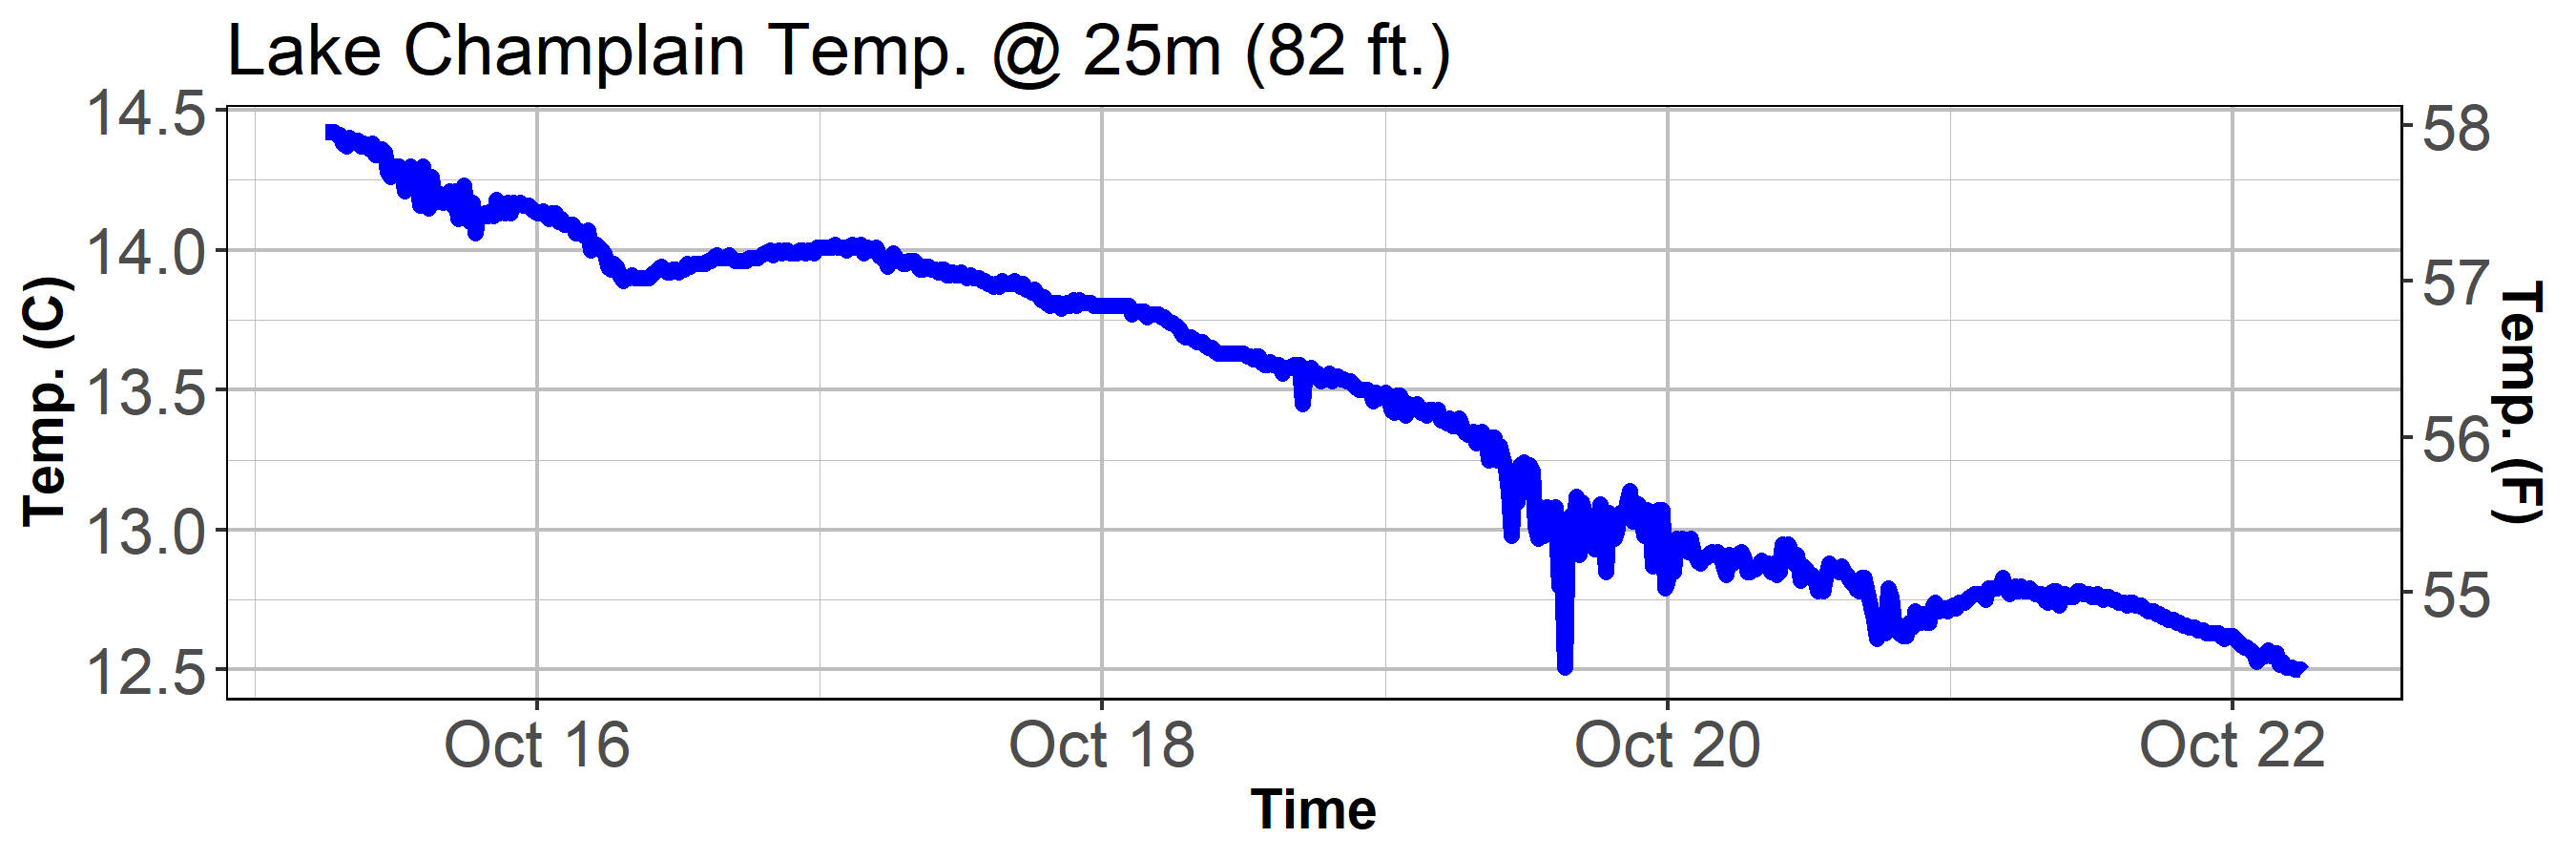 Lake Champlain Temp. @ 25m (82 ft.)
14.5
14.0
13.5
13.0
12.5
Temp. (C)
58
57
56
55
Temp. (F)
Oct 16 Oct 18 Oct 20 Oct 22
Time